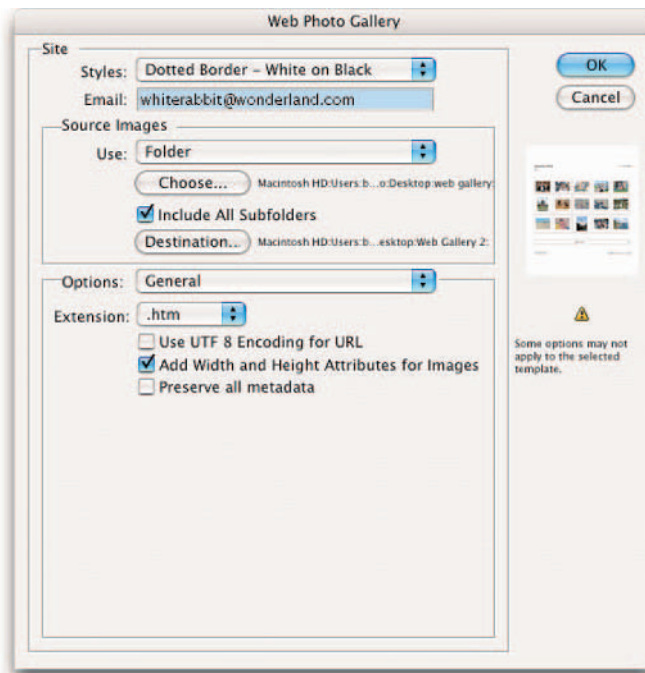 Web Photo Gallery
Site
Styles: Dotted Border – White on Black
Email: whiterabbit@wonderland.com
Source Images
Use: Folder
Choose... Macintosh HD:Users:b...o:Desktop:web gallery:
Include All Subfolders
Destination... Macintosh HD:Users:b...esktop:Web Gallery 2:
Options: General
Extension: .htm
Use UTF 8 Encoding for URL
Add Width and Height Attributes for Images
Preserve all metadata
OK
Cancel
Some options may not
apply to the selected
template.